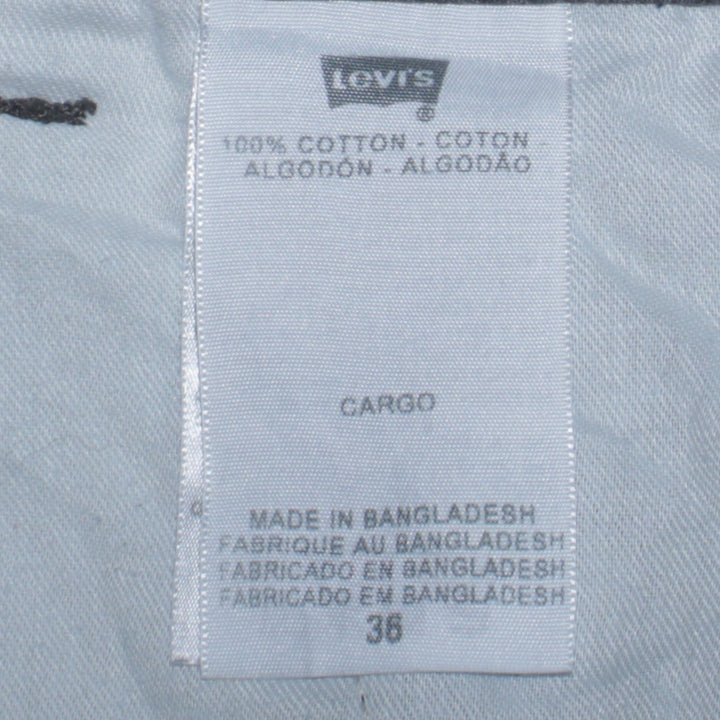 Levi's
®
100% COTTON - COTON -
ALGODÓN - ALGODÃO
CARGO
MADE IN BANGLADESH
FABRIQUE AU BANGLADESH
FABRICADO EN BANGLADESH
FABRICADO EM BANGLADESH
36